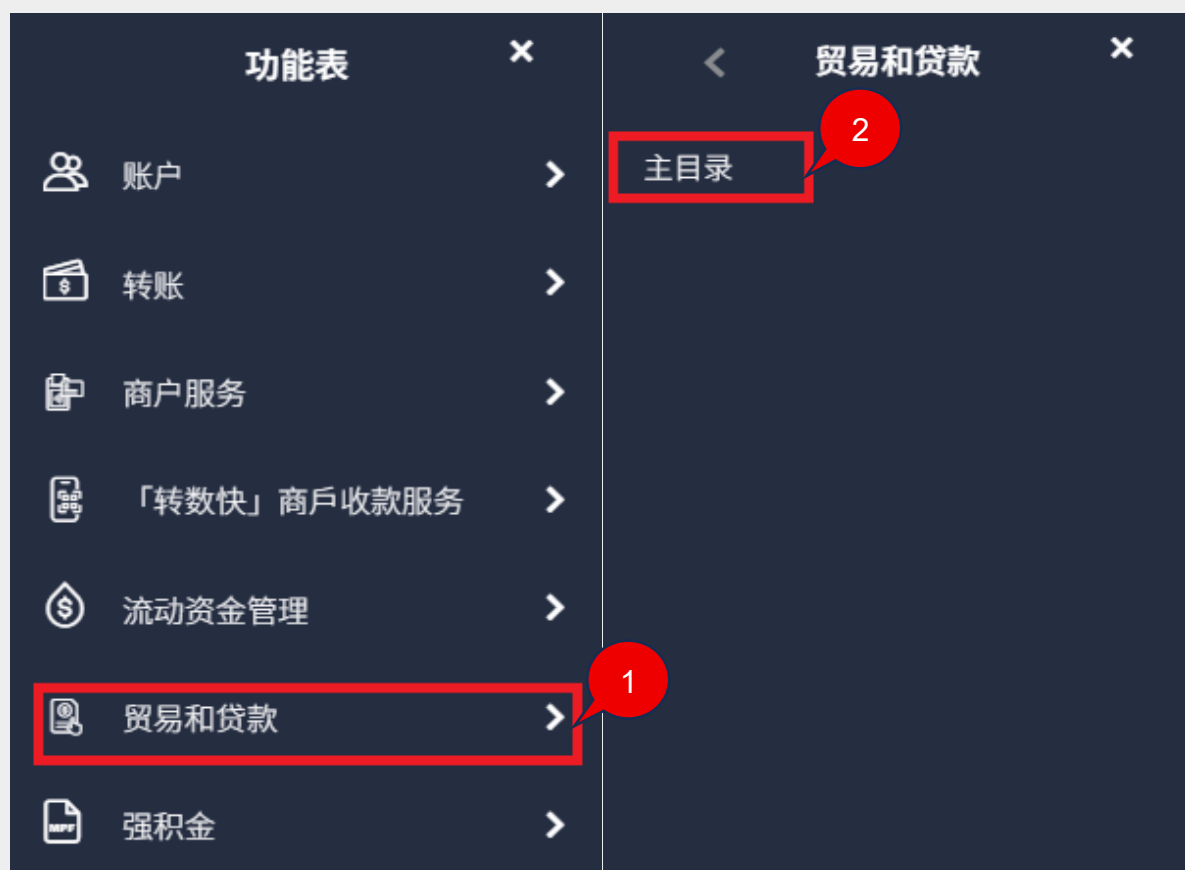 功能表
账户
转账
商户服务
「转数快」商戶收款服务
流动资金管理
贸易和贷款
1
MPF
强积金
贸易和贷款
2
主目录